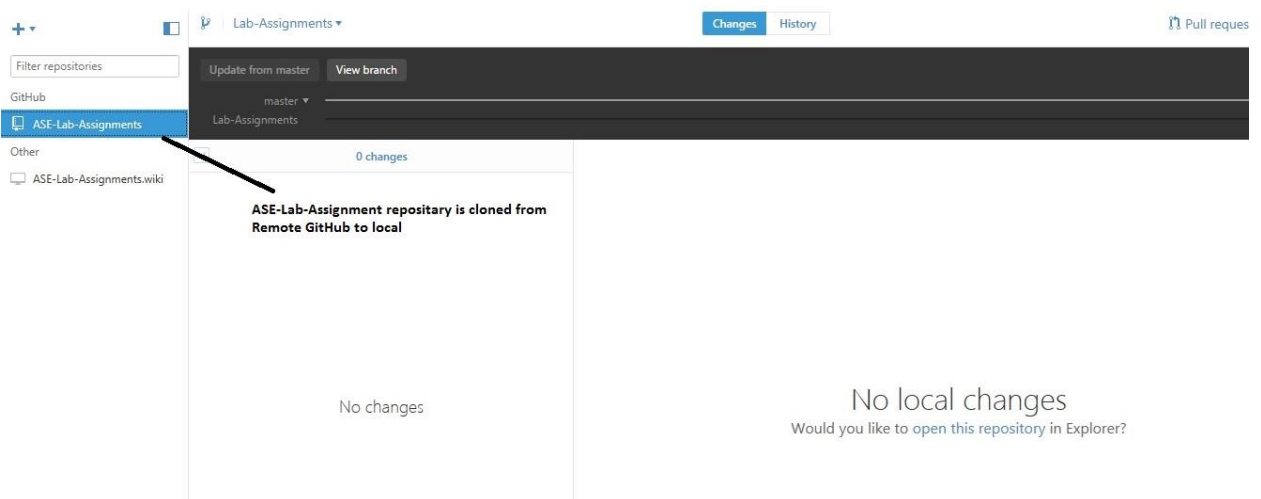 Lab-Assignments
Changes
History
Pull reques
Filter repositories
Update from master
View branch
GitHub
master
Lab-Assignments
ASE-Lab-Assignments
Other
0 changes
ASE-Lab-Assignments.wiki
ASE-Lab-Assignment repositary is cloned from
Remote GitHub to local
No changes
No local changes
Would you like to open this repository in Explorer?